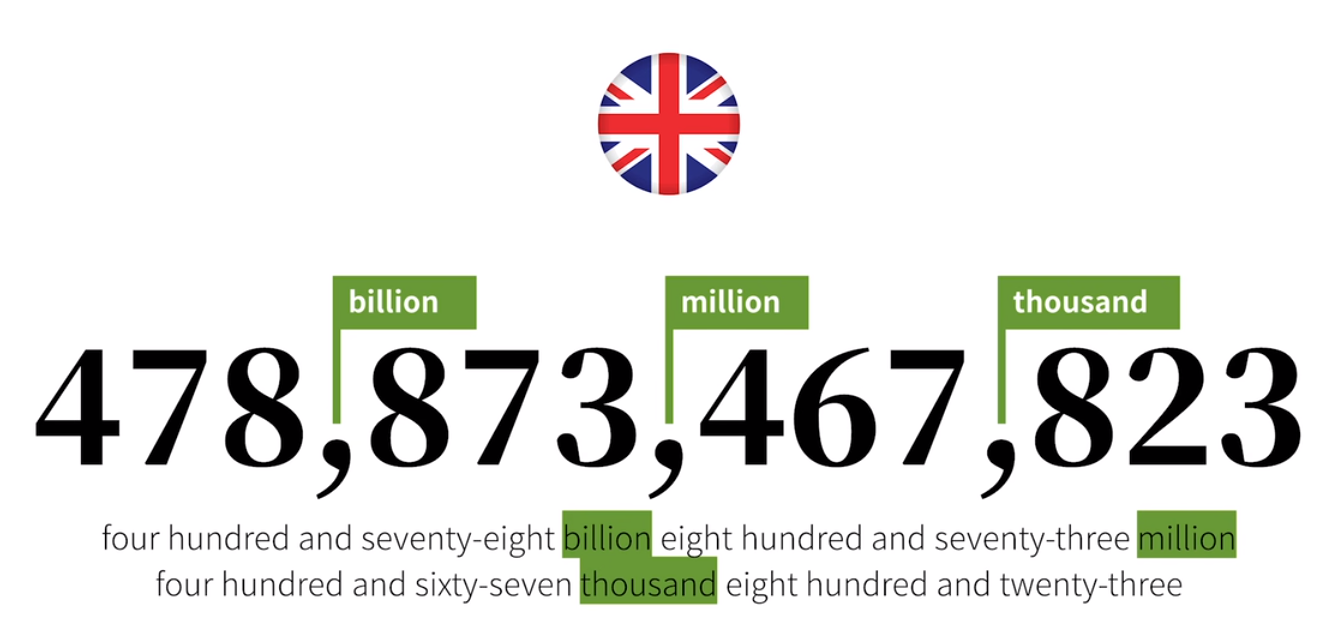 billion million thousand
478,873,467,823
four hundred and seventy-eight billion eight hundred and seventy-three million
four hundred and sixty-seven thousand eight hundred and twenty-three